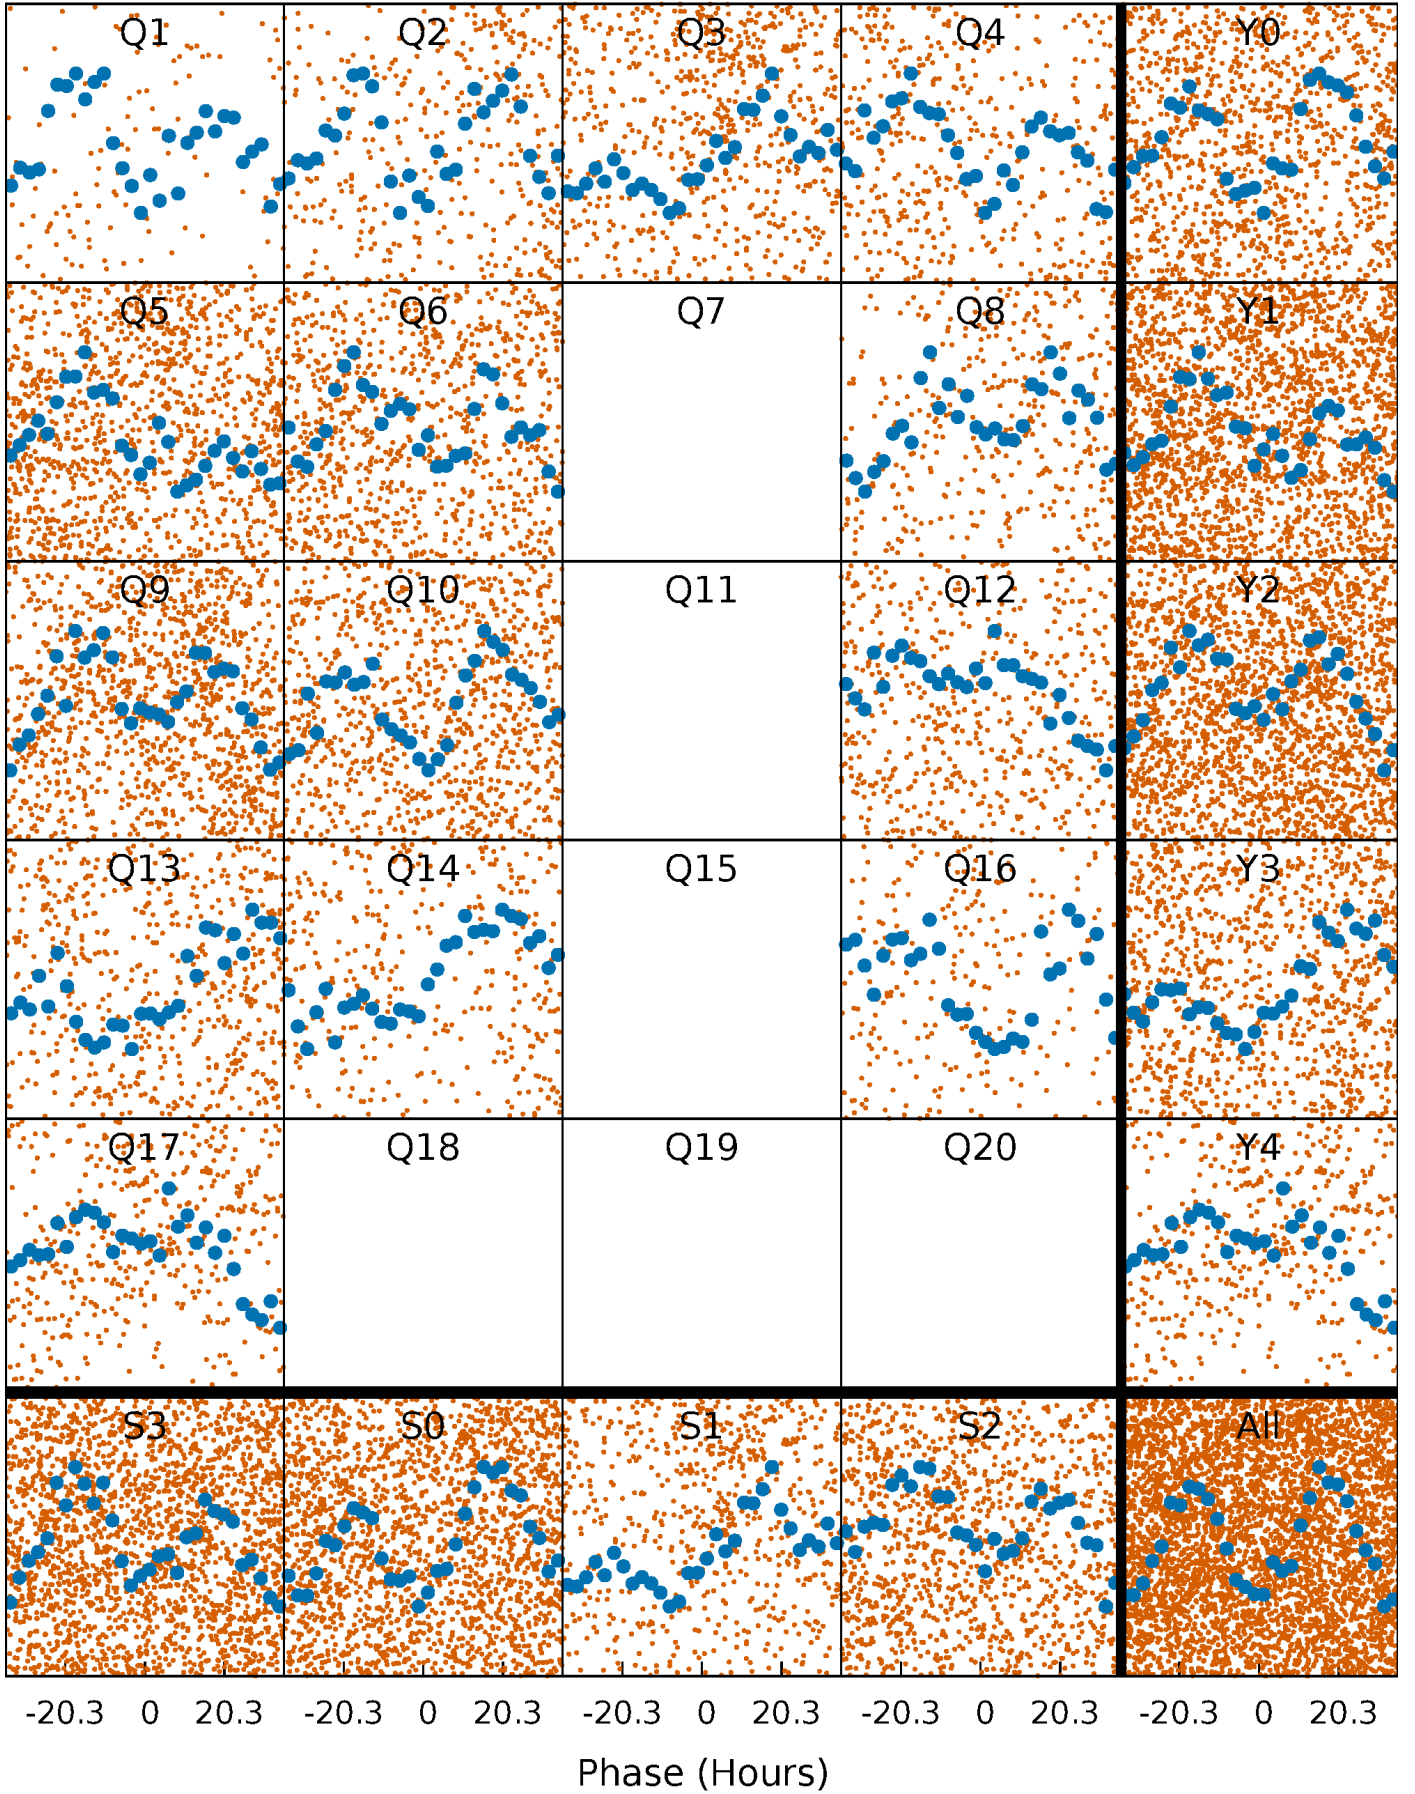 Q1 Q2 Q3 Q4 Y0
Q5 Q6 Q7 Q8 Y1
Q9 Q10 Q11 Q12 Y2
Q13 Q14 Q15 Q16 Y3
Q17 Q18 Q19 Q20 Y4
S3 S0 S1 S2 All
-20.3 0 20.3 -20.3 0 20.3 -20.3 0 20.3 -20.3 0 20.3 -20.3 0 20.3
Phase (Hours)